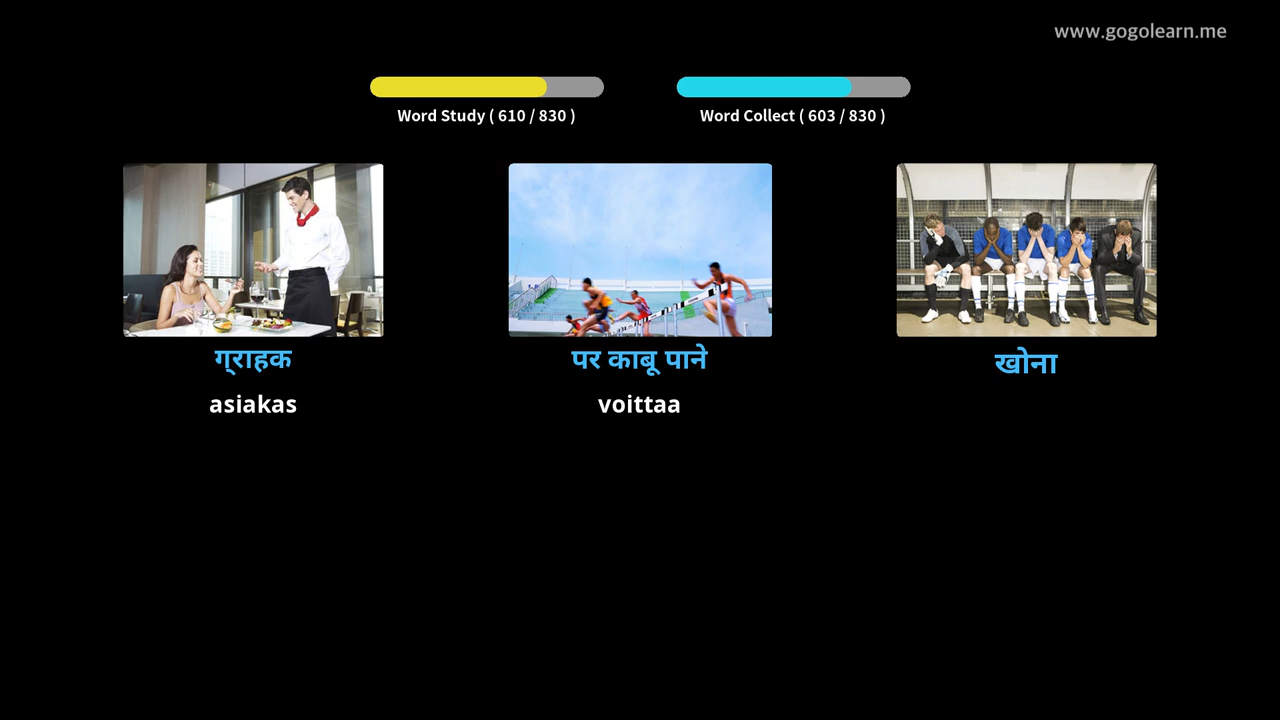 www.gogolearn.me
Word Study ( 610 / 830 )
Word Collect ( 603 / 830 )
ग्राहक
पर काबू पाने
खोना
asiakas
voittaa